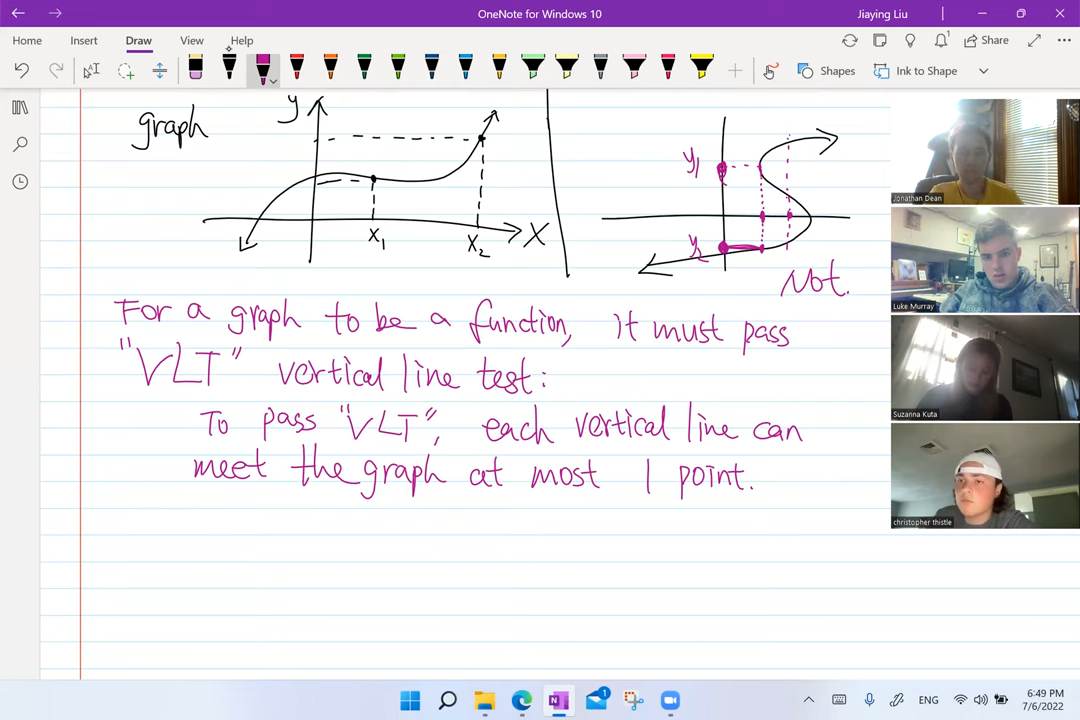 OneNote for Windows 10
Jiaying Liu
Home Insert Draw View Help
Share
Shapes
Ink to Shape
graph
y
x1
x2
X
y1
y2
Not.
For a graph to be a function, it must pass
"VLT" vertical line test:
To pass "VLT", each vertical line can
meet the graph at most 1 point.
Jonathan Dean
Luke Murray
Suzanna Kuta
christopher thistle
1
ENG
6:49 PM
7/6/2022